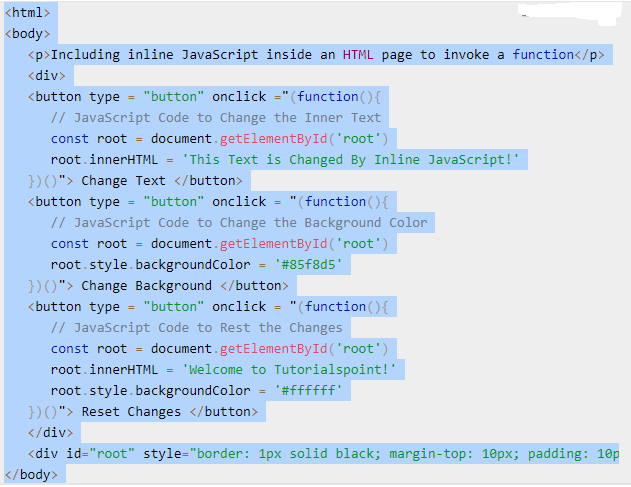 <html>
<body>
<p>Including inline JavaScript inside an HTML page to invoke a function</p>
<div>
<button type = "button" onclick ="(function(){
// JavaScript Code to Change the Inner Text
const root = document.getElementById('root')
root.innerHTML = 'This Text is Changed By Inline JavaScript!'
})()"> Change Text </button>
<button type = "button" onclick = "(function(){
// JavaScript Code to Change the Background Color
const root = document.getElementById('root')
root.style.backgroundColor = '#85f8d5'
})()"> Change Background </button>
<button type = "button" onclick = "(function(){
// JavaScript Code to Rest the Changes
const root = document.getElementById('root')
root.innerHTML = 'Welcome to Tutorialspoint!'
root.style.backgroundColor = '#ffffff'
})()"> Reset Changes </button>
</div>
<div id="root" style="border: 1px solid black; margin-top: 10px; padding: 10p
</body>